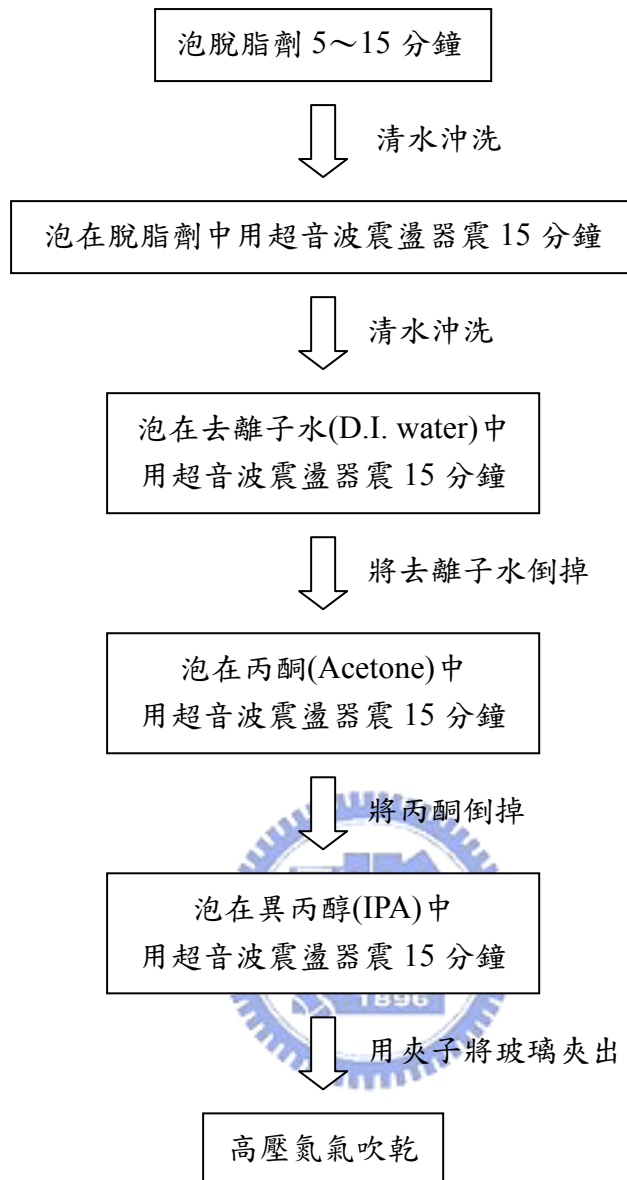 泡脫脂劑 5～15 分鐘
清水沖洗
泡在脫脂劑中用超音波震盪器震 15 分鐘
清水沖洗
泡在去離子水(D.I. water)中
用超音波震盪器震 15 分鐘
將去離子水倒掉
泡在丙酮(Acetone)中
用超音波震盪器震 15 分鐘
將丙酮倒掉
泡在異丙醇(IPA)中
用超音波震盪器震 15 分鐘
1896
用夾子將玻璃夾出
高壓氮氣吹乾